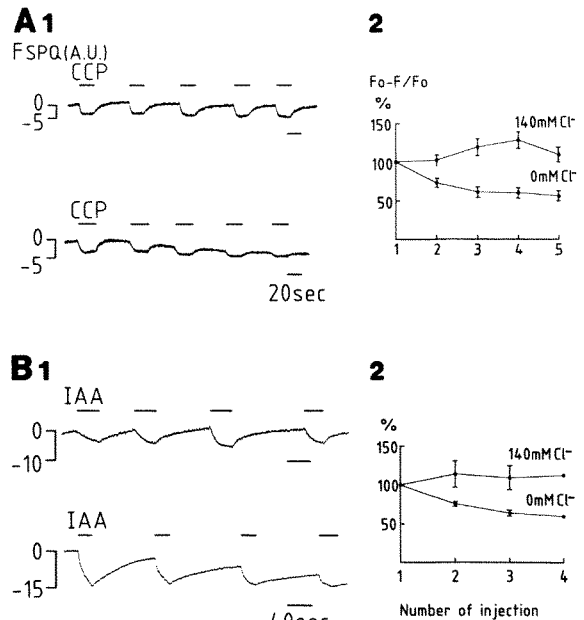 A1
FSPQ(A.U.)
CCP
0
-5
CCP
0
-5
20sec
2
Fo-F/Fo
%
150
100
50
140mM Cl⁻
0mM Cl⁻
1 2 3 4 5
B1
IAA
0
-10
IAA
0
-15
2
%
150
100
50
140mM Cl⁻
0mM Cl⁻
1 2 3 4
Number of injection